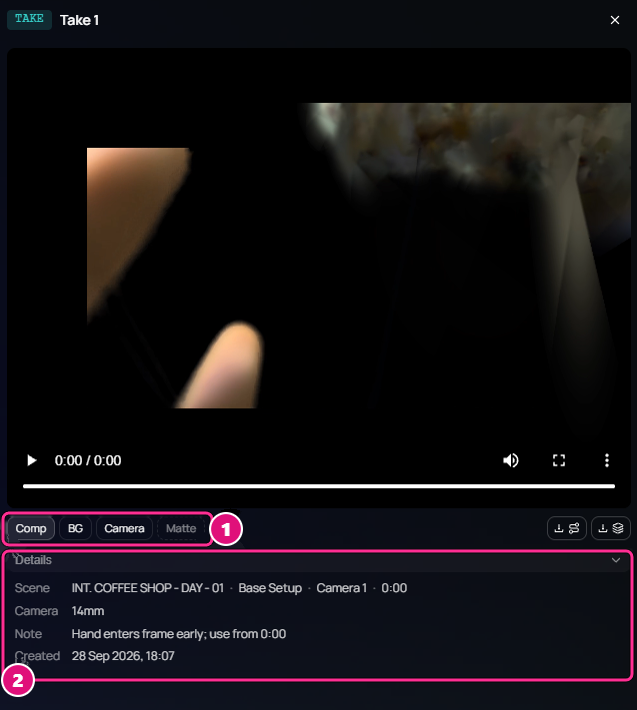 TAKE Take 1
0:00 / 0:00
Comp BG Camera Matte 1
Details
Scene INT. COFFEE SHOP - DAY - 01 · Base Setup · Camera 1 · 0:00
Camera 14mm
Note Hand enters frame early; use from 0:00
Created 28 Sep 2026, 18:07
2